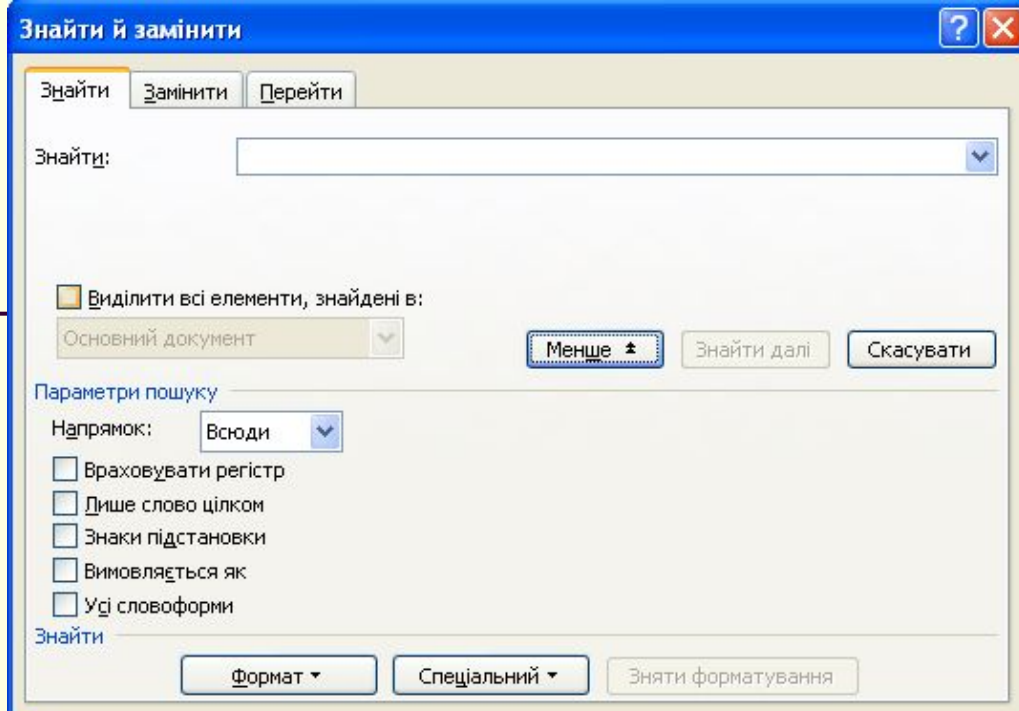 Знайти й замінити
Знайти Замінити Перейти
Знайти:
Виділити всі елементи, знайдені в:
Основний документ
Менше Знайти далі Скасувати
Параметри пошуку
Напрямок: Всюди
Враховувати регістр
Лише слово цілком
Знаки підстановки
Вимовляється як
Усі словоформи
Знайти
Формат Спеціальний Зняти форматування